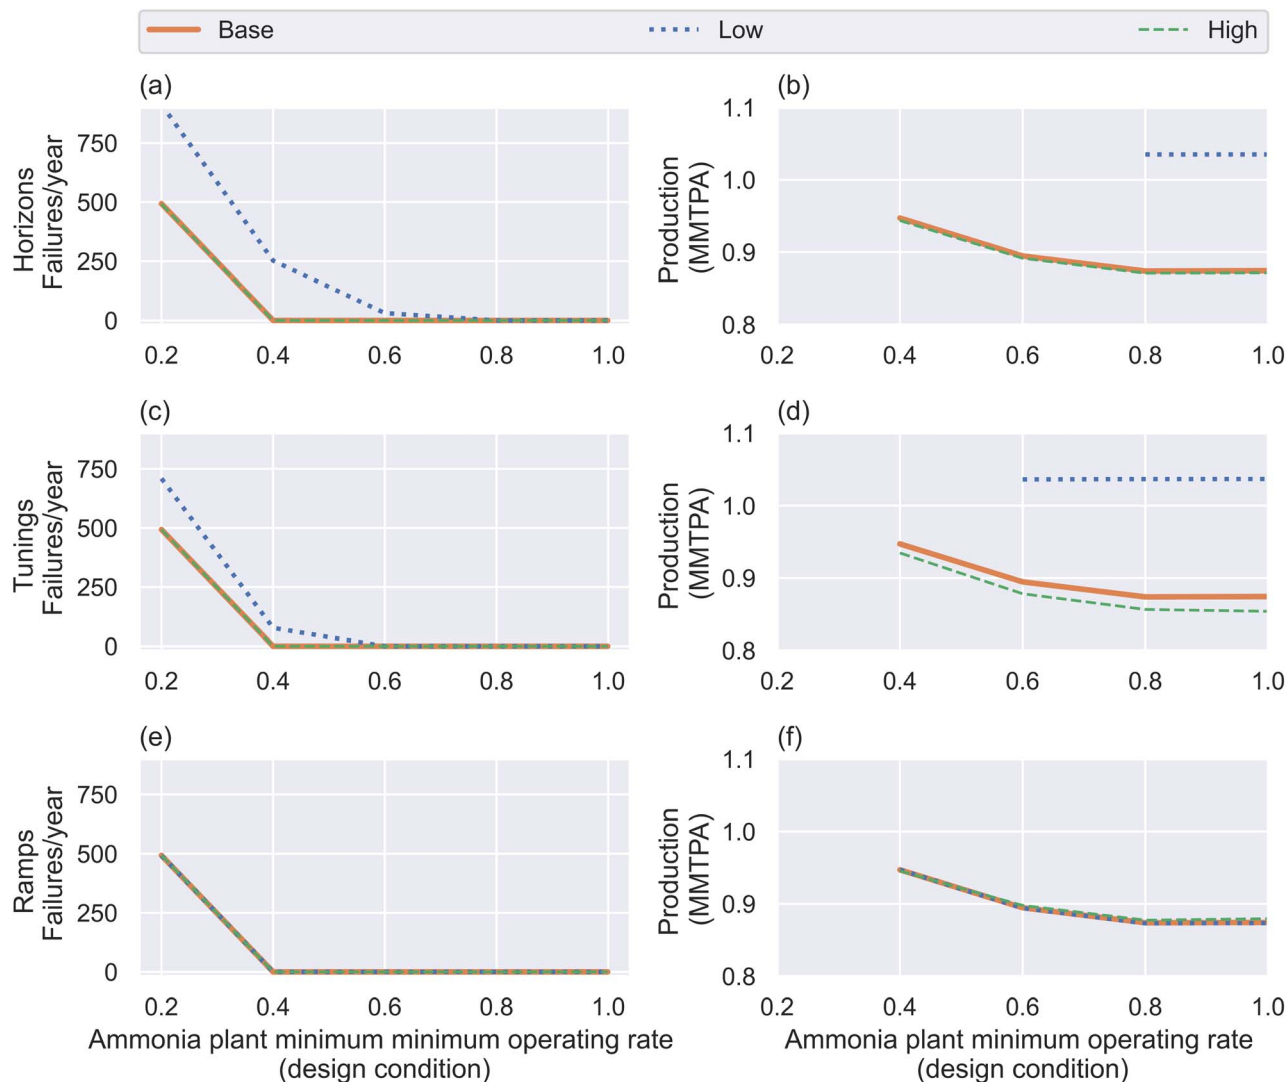 Base Low High
(a)
Horizons
Failures/year
750
500
250
0
0.2 0.4 0.6 0.8 1.0
(b)
Production
(MMTPA)
1.1
1.0
0.9
0.8
0.2 0.4 0.6 0.8 1.0
(c)
Tunings
Failures/year
750
500
250
0
0.2 0.4 0.6 0.8 1.0
(d)
Production
(MMTPA)
1.1
1.0
0.9
0.8
0.2 0.4 0.6 0.8 1.0
(e)
Ramps
Failures/year
750
500
250
0
0.2 0.4 0.6 0.8 1.0
Ammonia plant minimum minimum operating rate
(design condition)
(f)
Production
(MMTPA)
1.1
1.0
0.9
0.8
0.2 0.4 0.6 0.8 1.0
Ammonia plant minimum operating rate
(design condition)